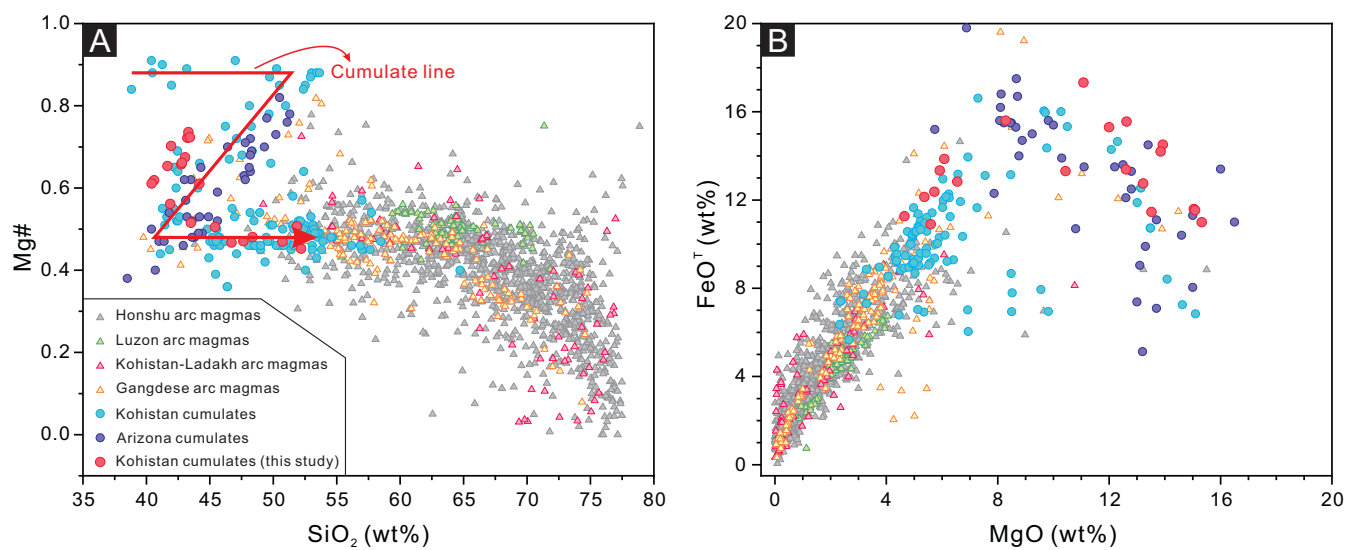 A
Cumulate line
Mg#
1.0
0.8
0.6
0.4
0.2
0.0
Honshu arc magmas
Luzon arc magmas
Kohistan-Ladakh arc magmas
Gangdese arc magmas
Kohistan cumulates
Arizona cumulates
Kohistan cumulates (this study)
35 40 45 50 55 60 65 70 75 80
SiO₂ (wt%)
B
FeOᵀ (wt%)
20
16
12
8
4
0
0 4 8 12 16 20
MgO (wt%)